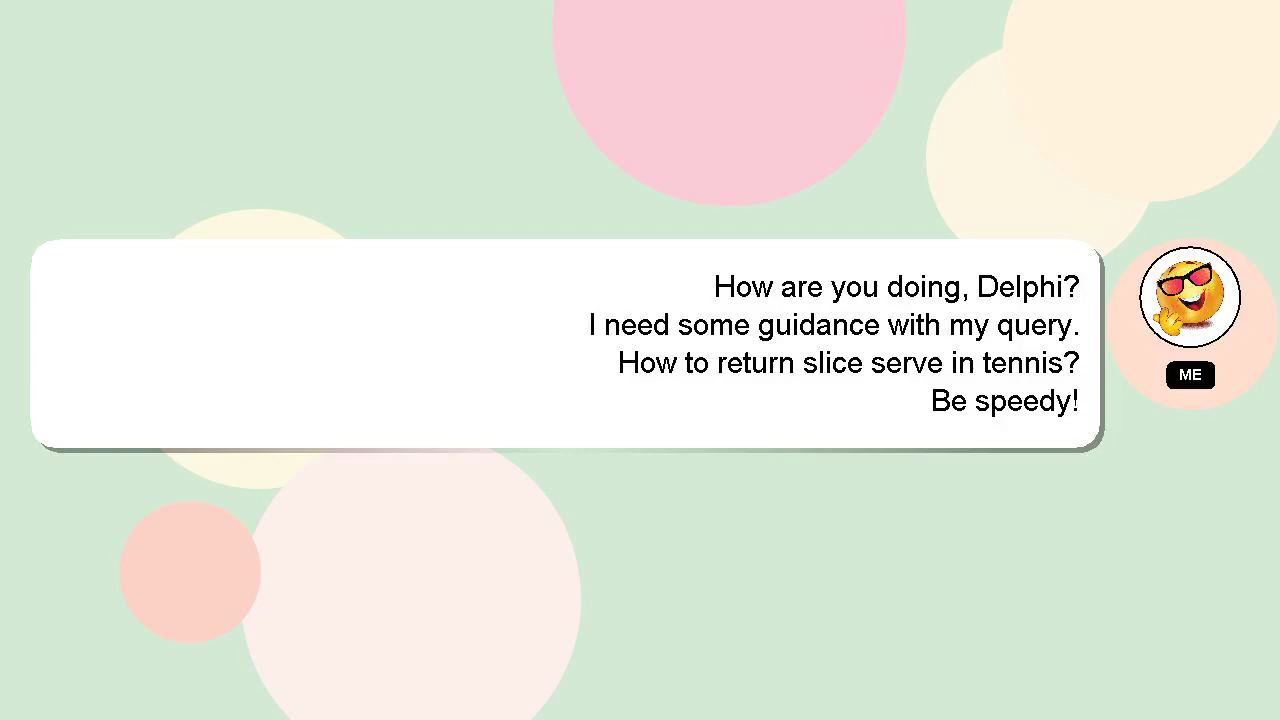 How are you doing, Delphi?
I need some guidance with my query.
How to return slice serve in tennis?
Be speedy!
ME